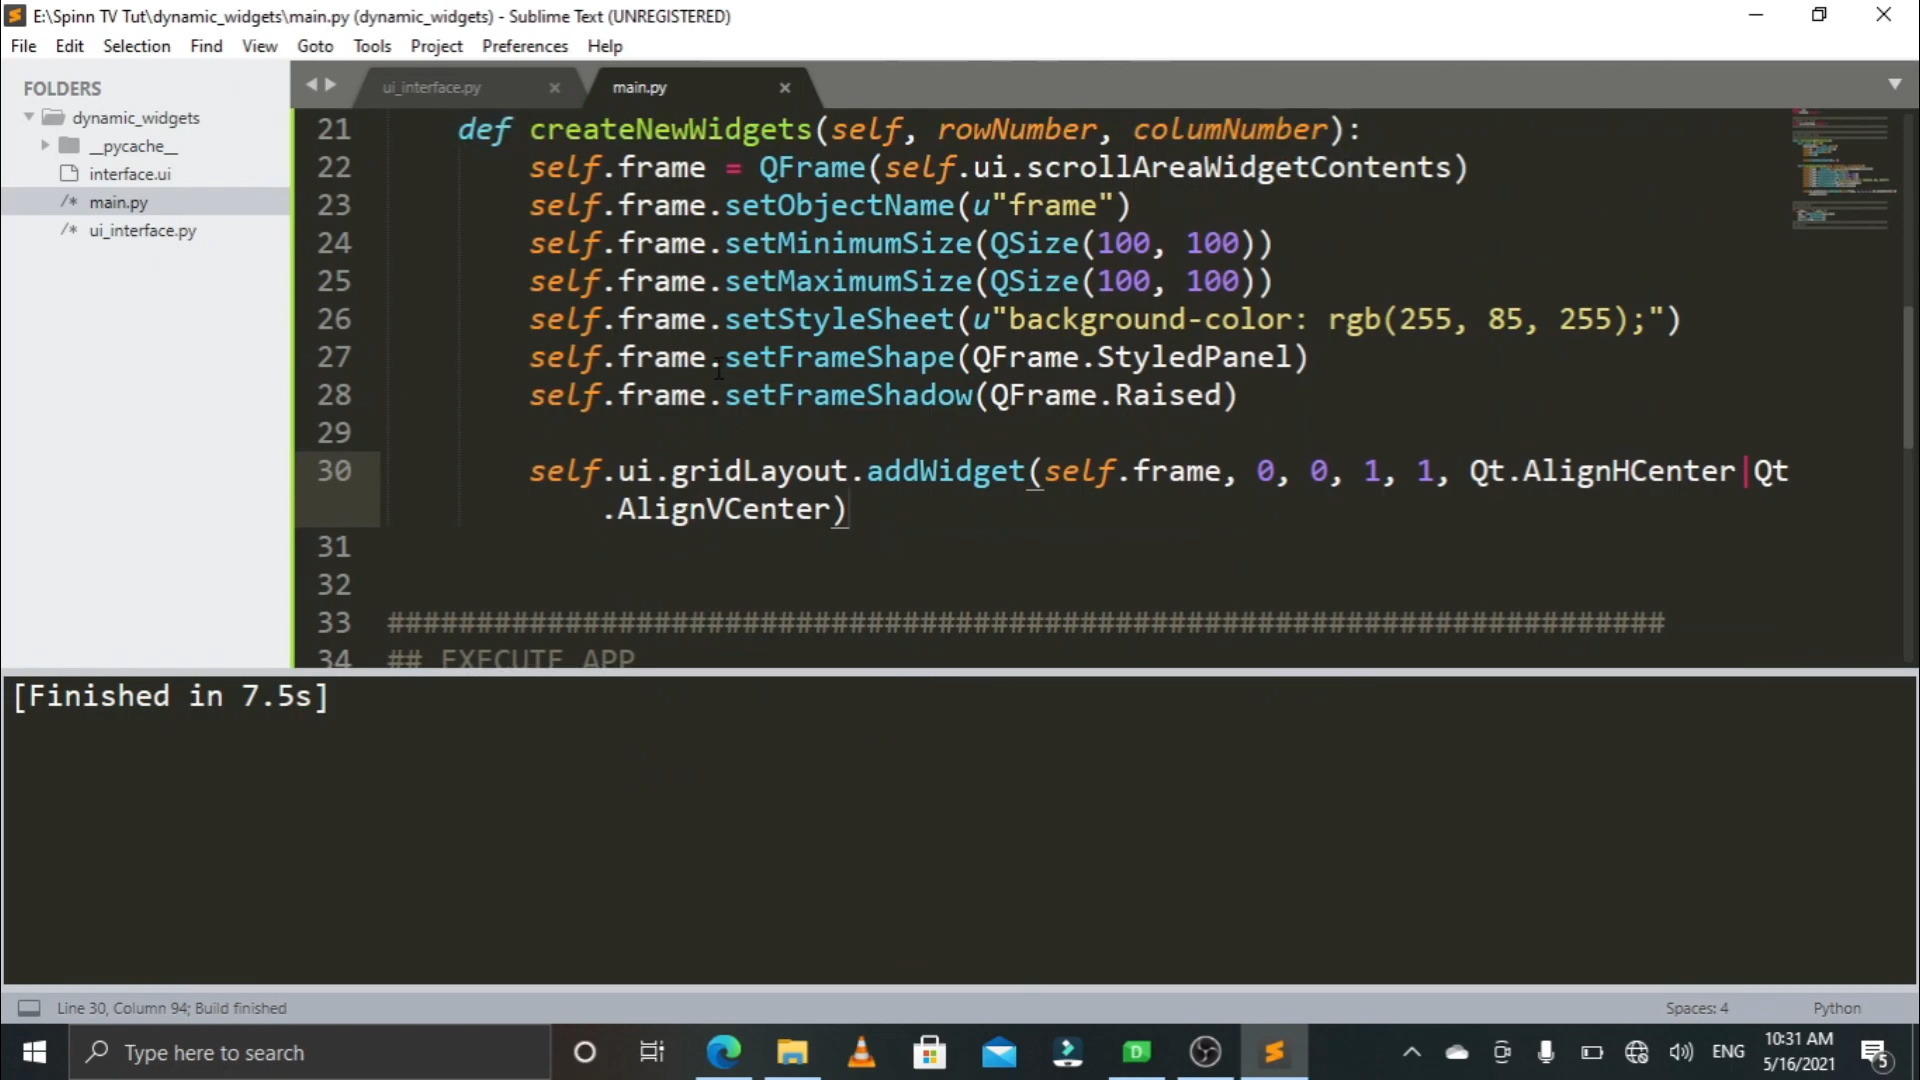 E:\Spinn TV Tut\dynamic_widgets\main.py (dynamic_widgets) - Sublime Text (UNREGISTERED)
File Edit Selection Find View Goto Tools Project Preferences Help
FOLDERS
dynamic_widgets
__pycache__
interface.ui
/* main.py
/* ui_interface.py
ui_interface.py × main.py ×
21 def createNewWidgets(self, rowNumber, columNumber):
22 self.frame = QFrame(self.ui.scrollAreaWidgetContents)
23 self.frame.setObjectName(u"frame")
24 self.frame.setMinimumSize(QSize(100, 100))
25 self.frame.setMaximumSize(QSize(100, 100))
26 self.frame.setStyleSheet(u"background-color: rgb(255, 85, 255);")
27 self.frame.setFrameShape(QFrame.StyledPanel)
28 self.frame.setFrameShadow(QFrame.Raised)
29
30 self.ui.gridLayout.addWidget(self.frame, 0, 0, 1, 1, Qt.AlignHCenter|Qt
.AlignVCenter)
31
32
33 ########################################################################
34 ## EXECUTE APP
[Finished in 7.5s]
Line 30, Column 94; Build finished
Spaces: 4
Python
Type here to search
ENG
10:31 AM
5/16/2021
5